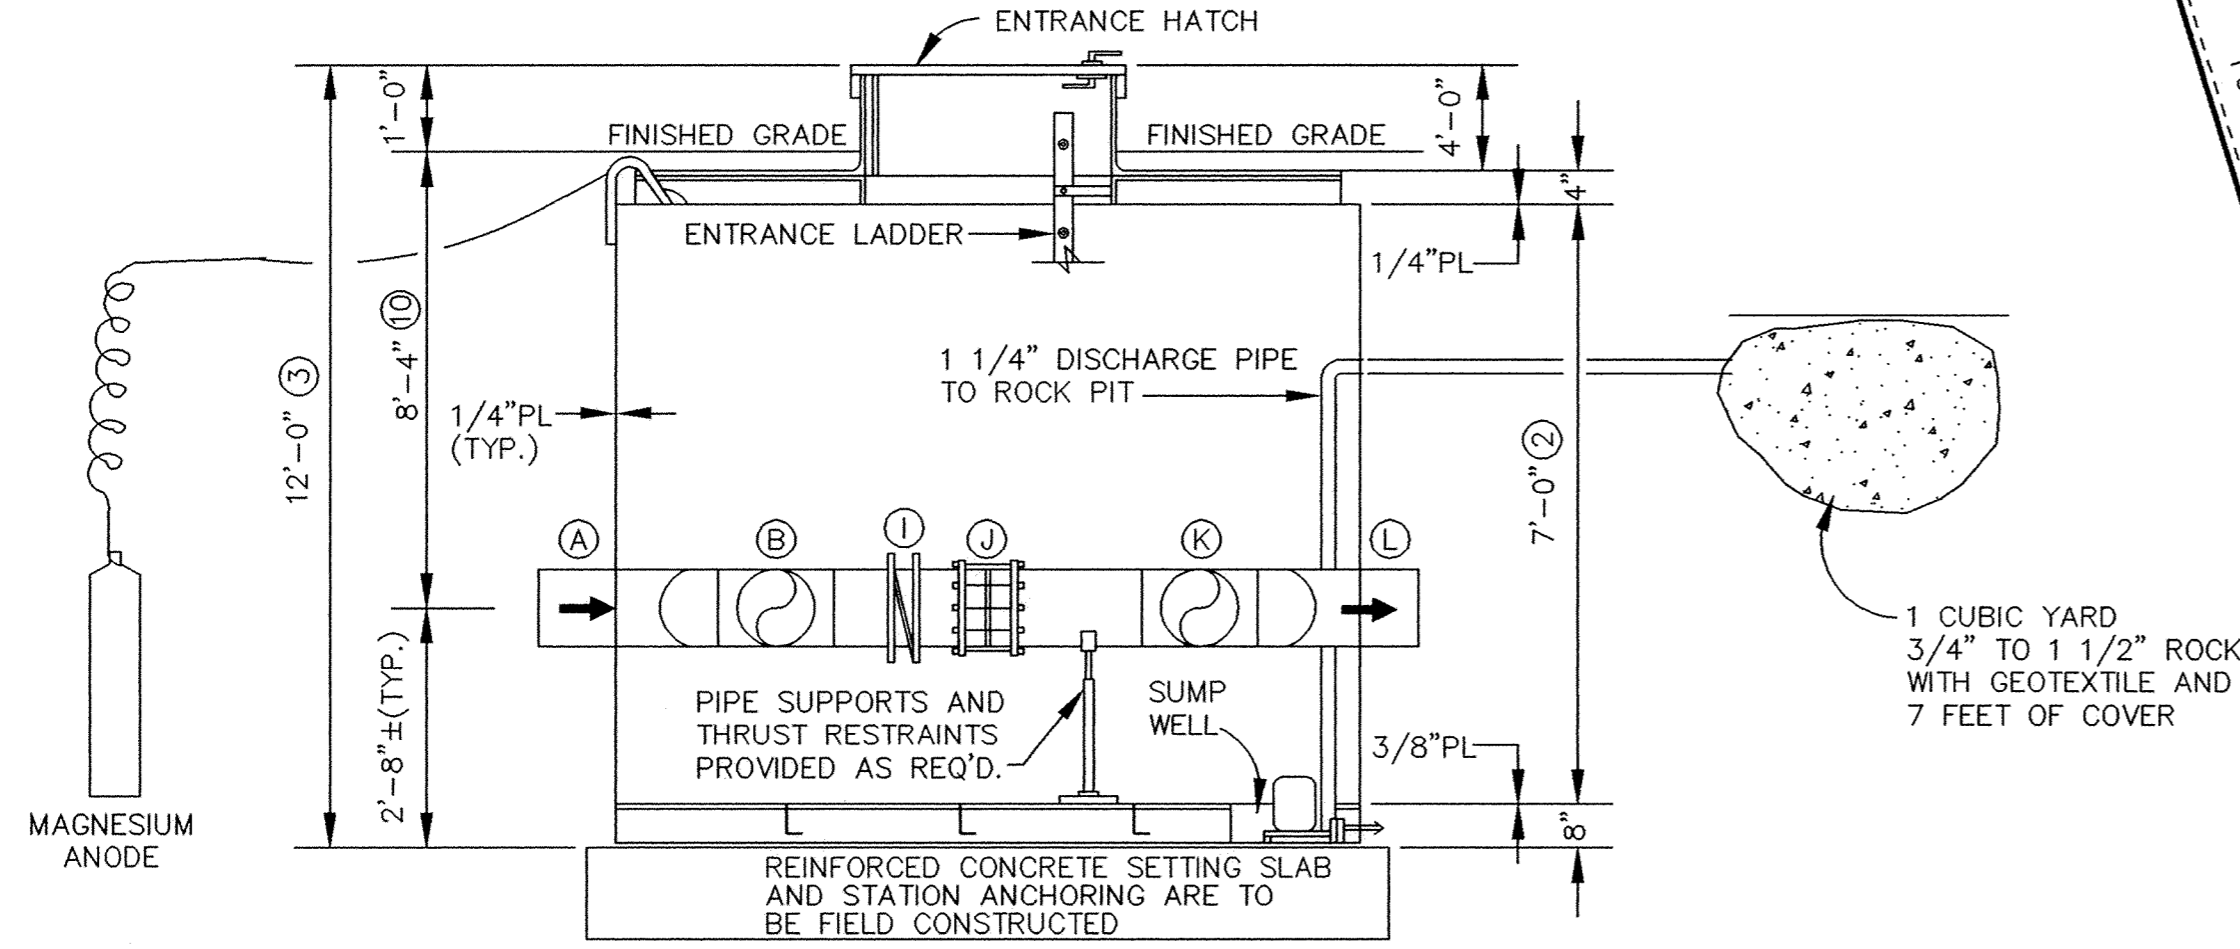 ENTRANCE HATCH
1'-0"
FINISHED GRADE
FINISHED GRADE
4'-0"
4"
ENTRANCE LADDER
1/4"PL
8'-4" 10
12'-0" 3
1/4"PL
(TYP.)
1 1/4" DISCHARGE PIPE
TO ROCK PIT
7'-0" 2
A
B
I
J
K
L
2'-8"±(TYP.)
1 CUBIC YARD
3/4" TO 1 1/2" ROCK
WITH GEOTEXTILE AND
7 FEET OF COVER
PIPE SUPPORTS AND
THRUST RESTRAINTS
PROVIDED AS REQ'D.
SUMP
WELL
3/8"PL
8"
MAGNESIUM
ANODE
REINFORCED CONCRETE SETTING SLAB
AND STATION ANCHORING ARE TO
BE FIELD CONSTRUCTED